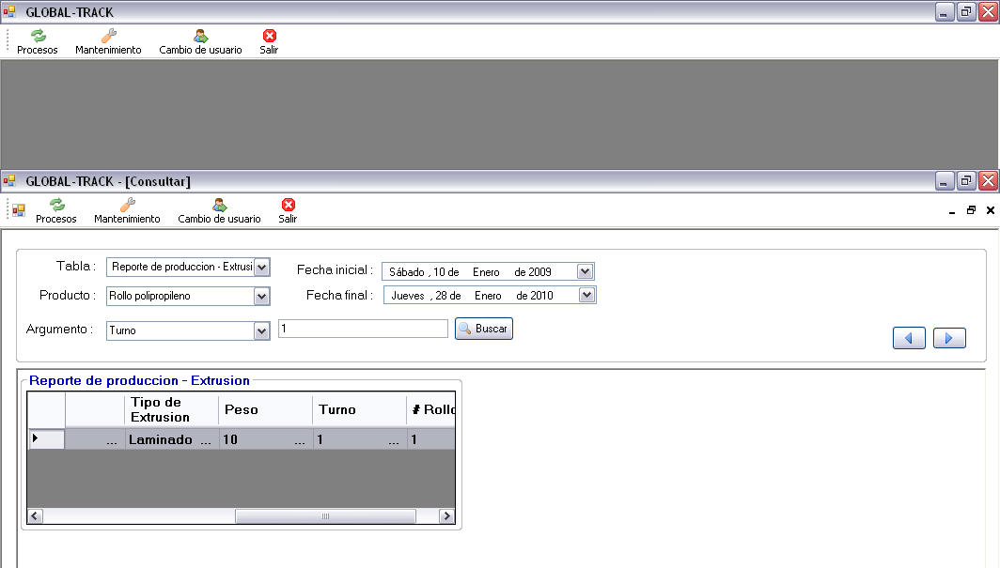 GLOBAL-TRACK
Procesos Mantenimiento Cambio de usuario Salir
GLOBAL-TRACK - [Consultar]
Procesos Mantenimiento Cambio de usuario Salir
Tabla : Reporte de produccion - Extrusi Fecha inicial : Sábado , 10 de Enero de 2009
Producto : Rollo polipropileno Fecha final : Jueves , 28 de Enero de 2010
Argumento : Turno 1 Buscar
Reporte de produccion - Extrusion
Tipo de Extrusion Peso Turno # Rollo
... Laminado ... 10 ... 1 ... 1